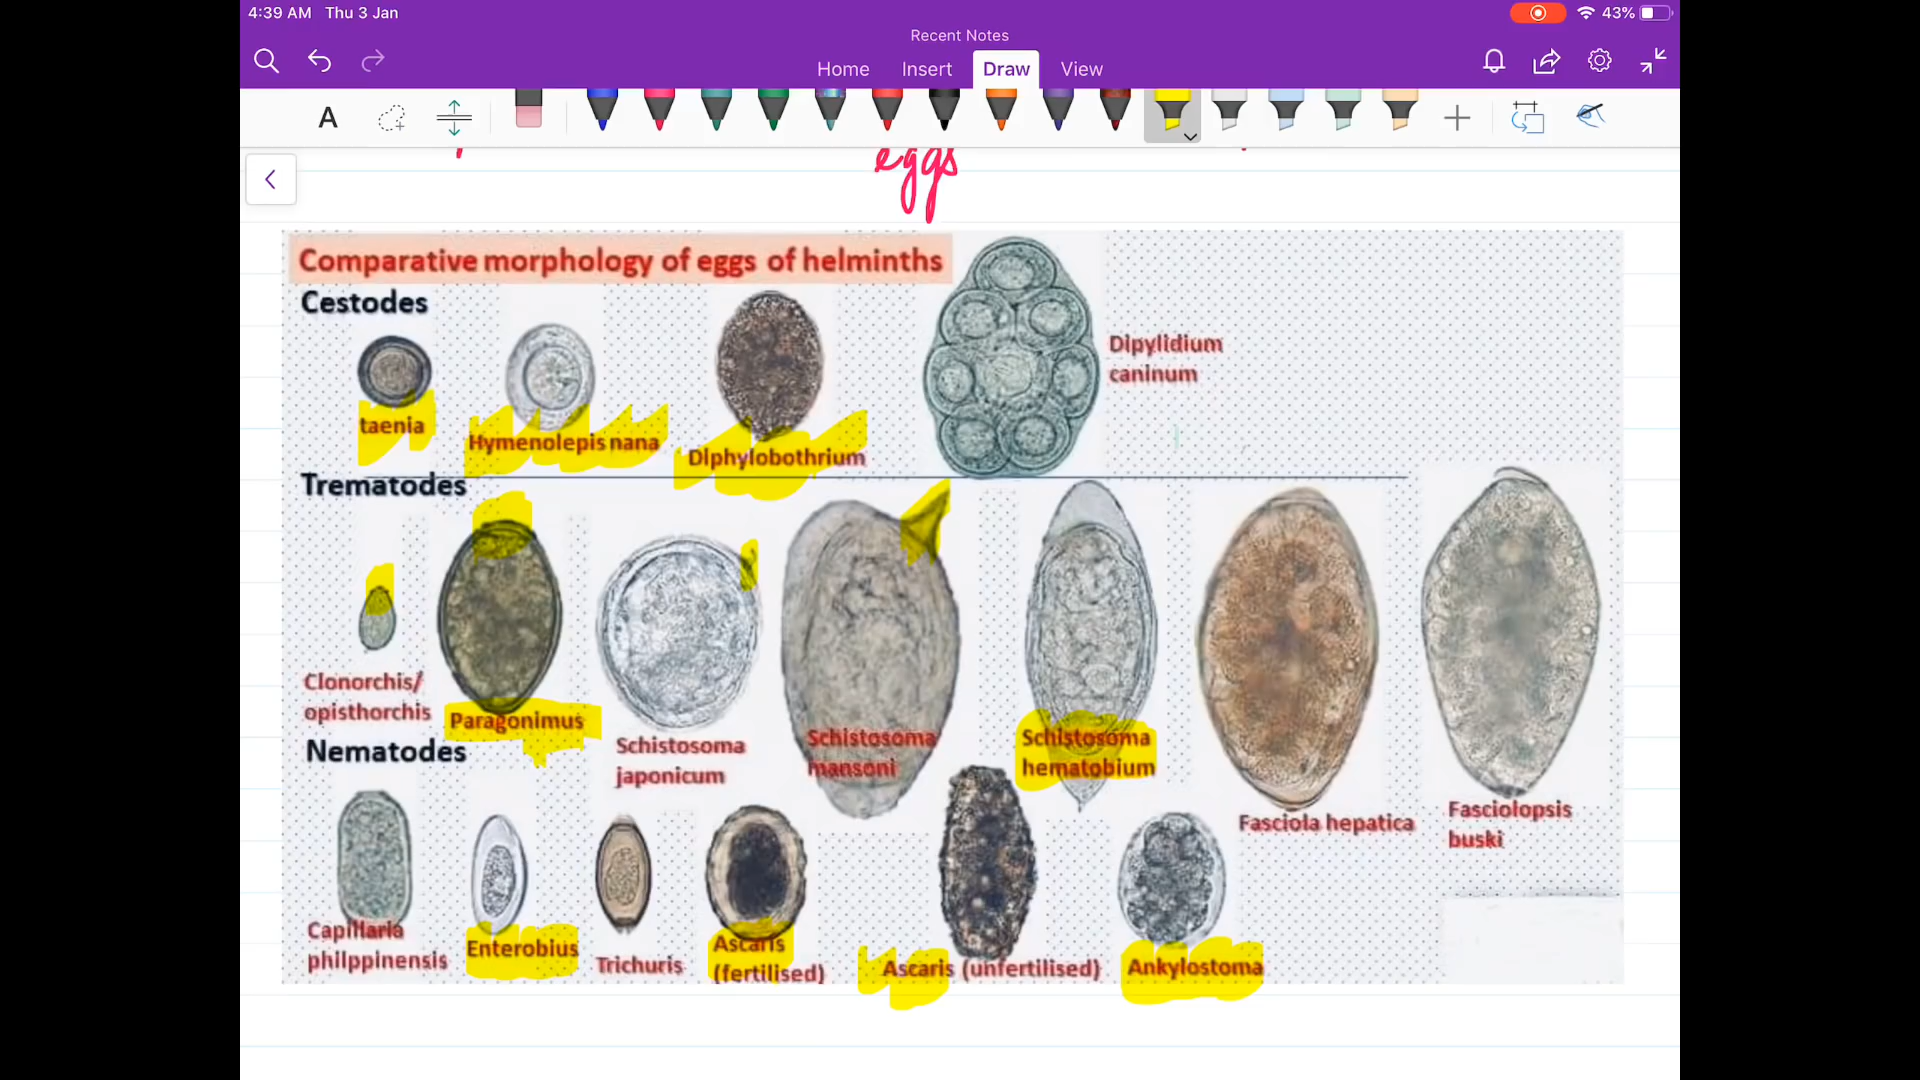 4:39 AM Thu 3 Jan
43%
Recent Notes
Home Insert Draw View
A
eggs
Comparative morphology of eggs of helminths
Cestodes
Dipylidium
caninum
taenia
Hymenolepis nana
Diphylobothrium
Trematodes
Clonorchis/
opisthorchis
Paragonimus
Schistosoma
japonicum
Schistosoma
mansoni
Schistosoma
hematobium
Fasciola hepatica
Fasciolopsis
buski
Nematodes
Capillaria
philppinensis
Enterobius
Trichuris
Ascaris
(fertilised)
Ascaris (unfertilised)
Ankylostoma